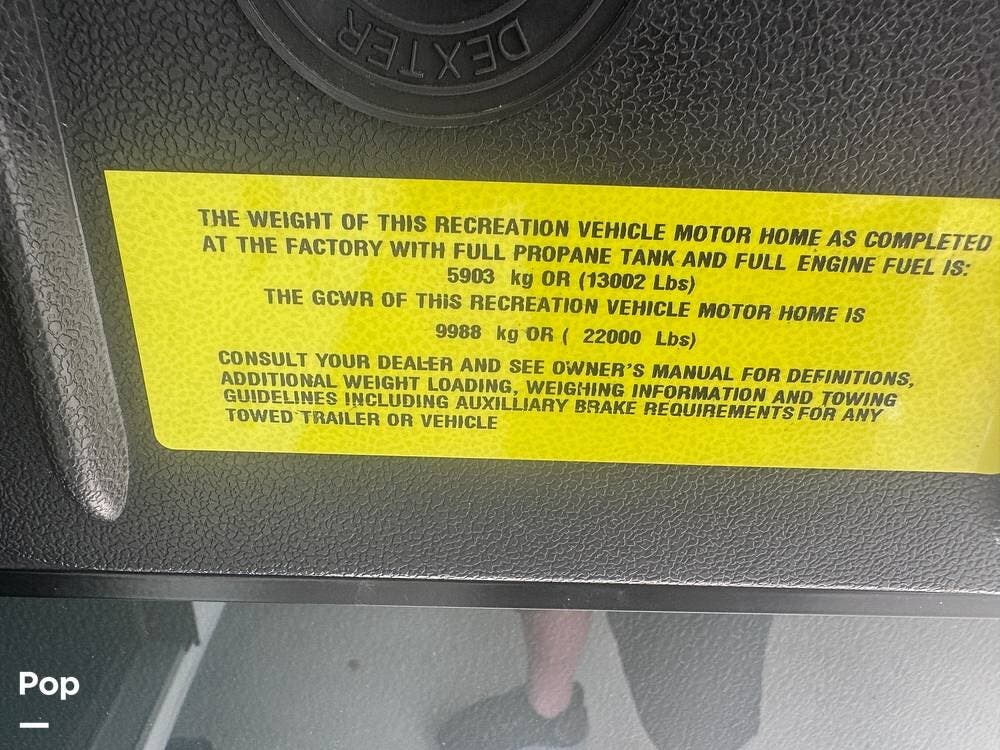 DEXTER
THE WEIGHT OF THIS RECREATION VEHICLE MOTOR HOME AS COMPLETED
AT THE FACTORY WITH FULL PROPANE TANK AND FULL ENGINE FUEL IS:
5903 kg OR (13002 Lbs)
THE GCWR OF THIS RECREATION VEHICLE MOTOR HOME IS
9988 kg OR ( 22000 Lbs)
CONSULT YOUR DEALER AND SEE OWNER'S MANUAL FOR DEFINITIONS,
ADDITIONAL WEIGHT LOADING, WEIGHING INFORMATION AND TOWING
GUIDELINES INCLUDING AUXILLIARY BRAKE REQUIREMENTS FOR ANY
TOWED TRAILER OR VEHICLE
Pop